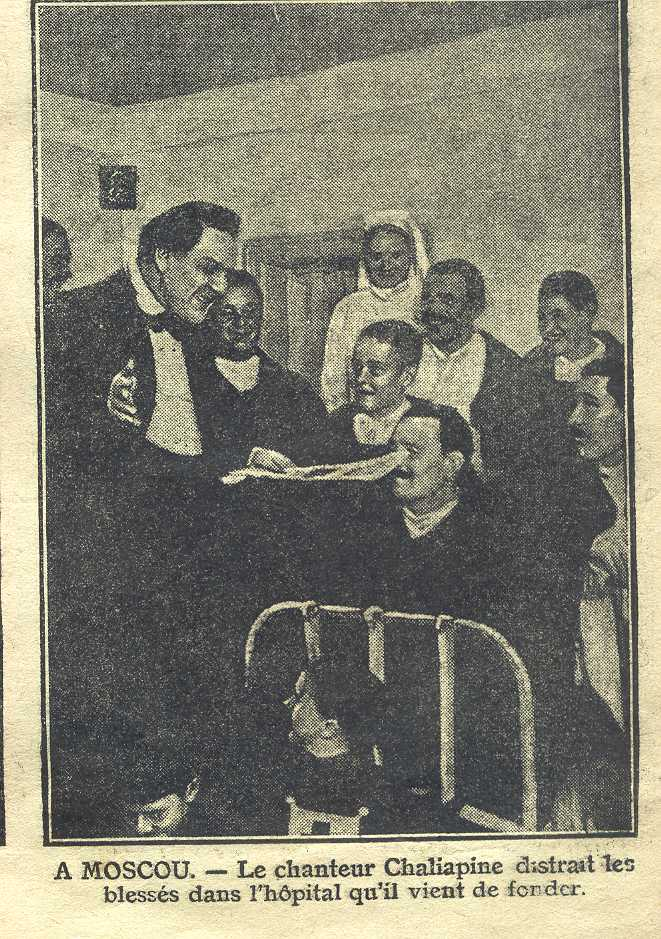 A MOSCOU. — Le chanteur Chaliapine distrait les
blessés dans l'hôpital qu'il vient de fonder.